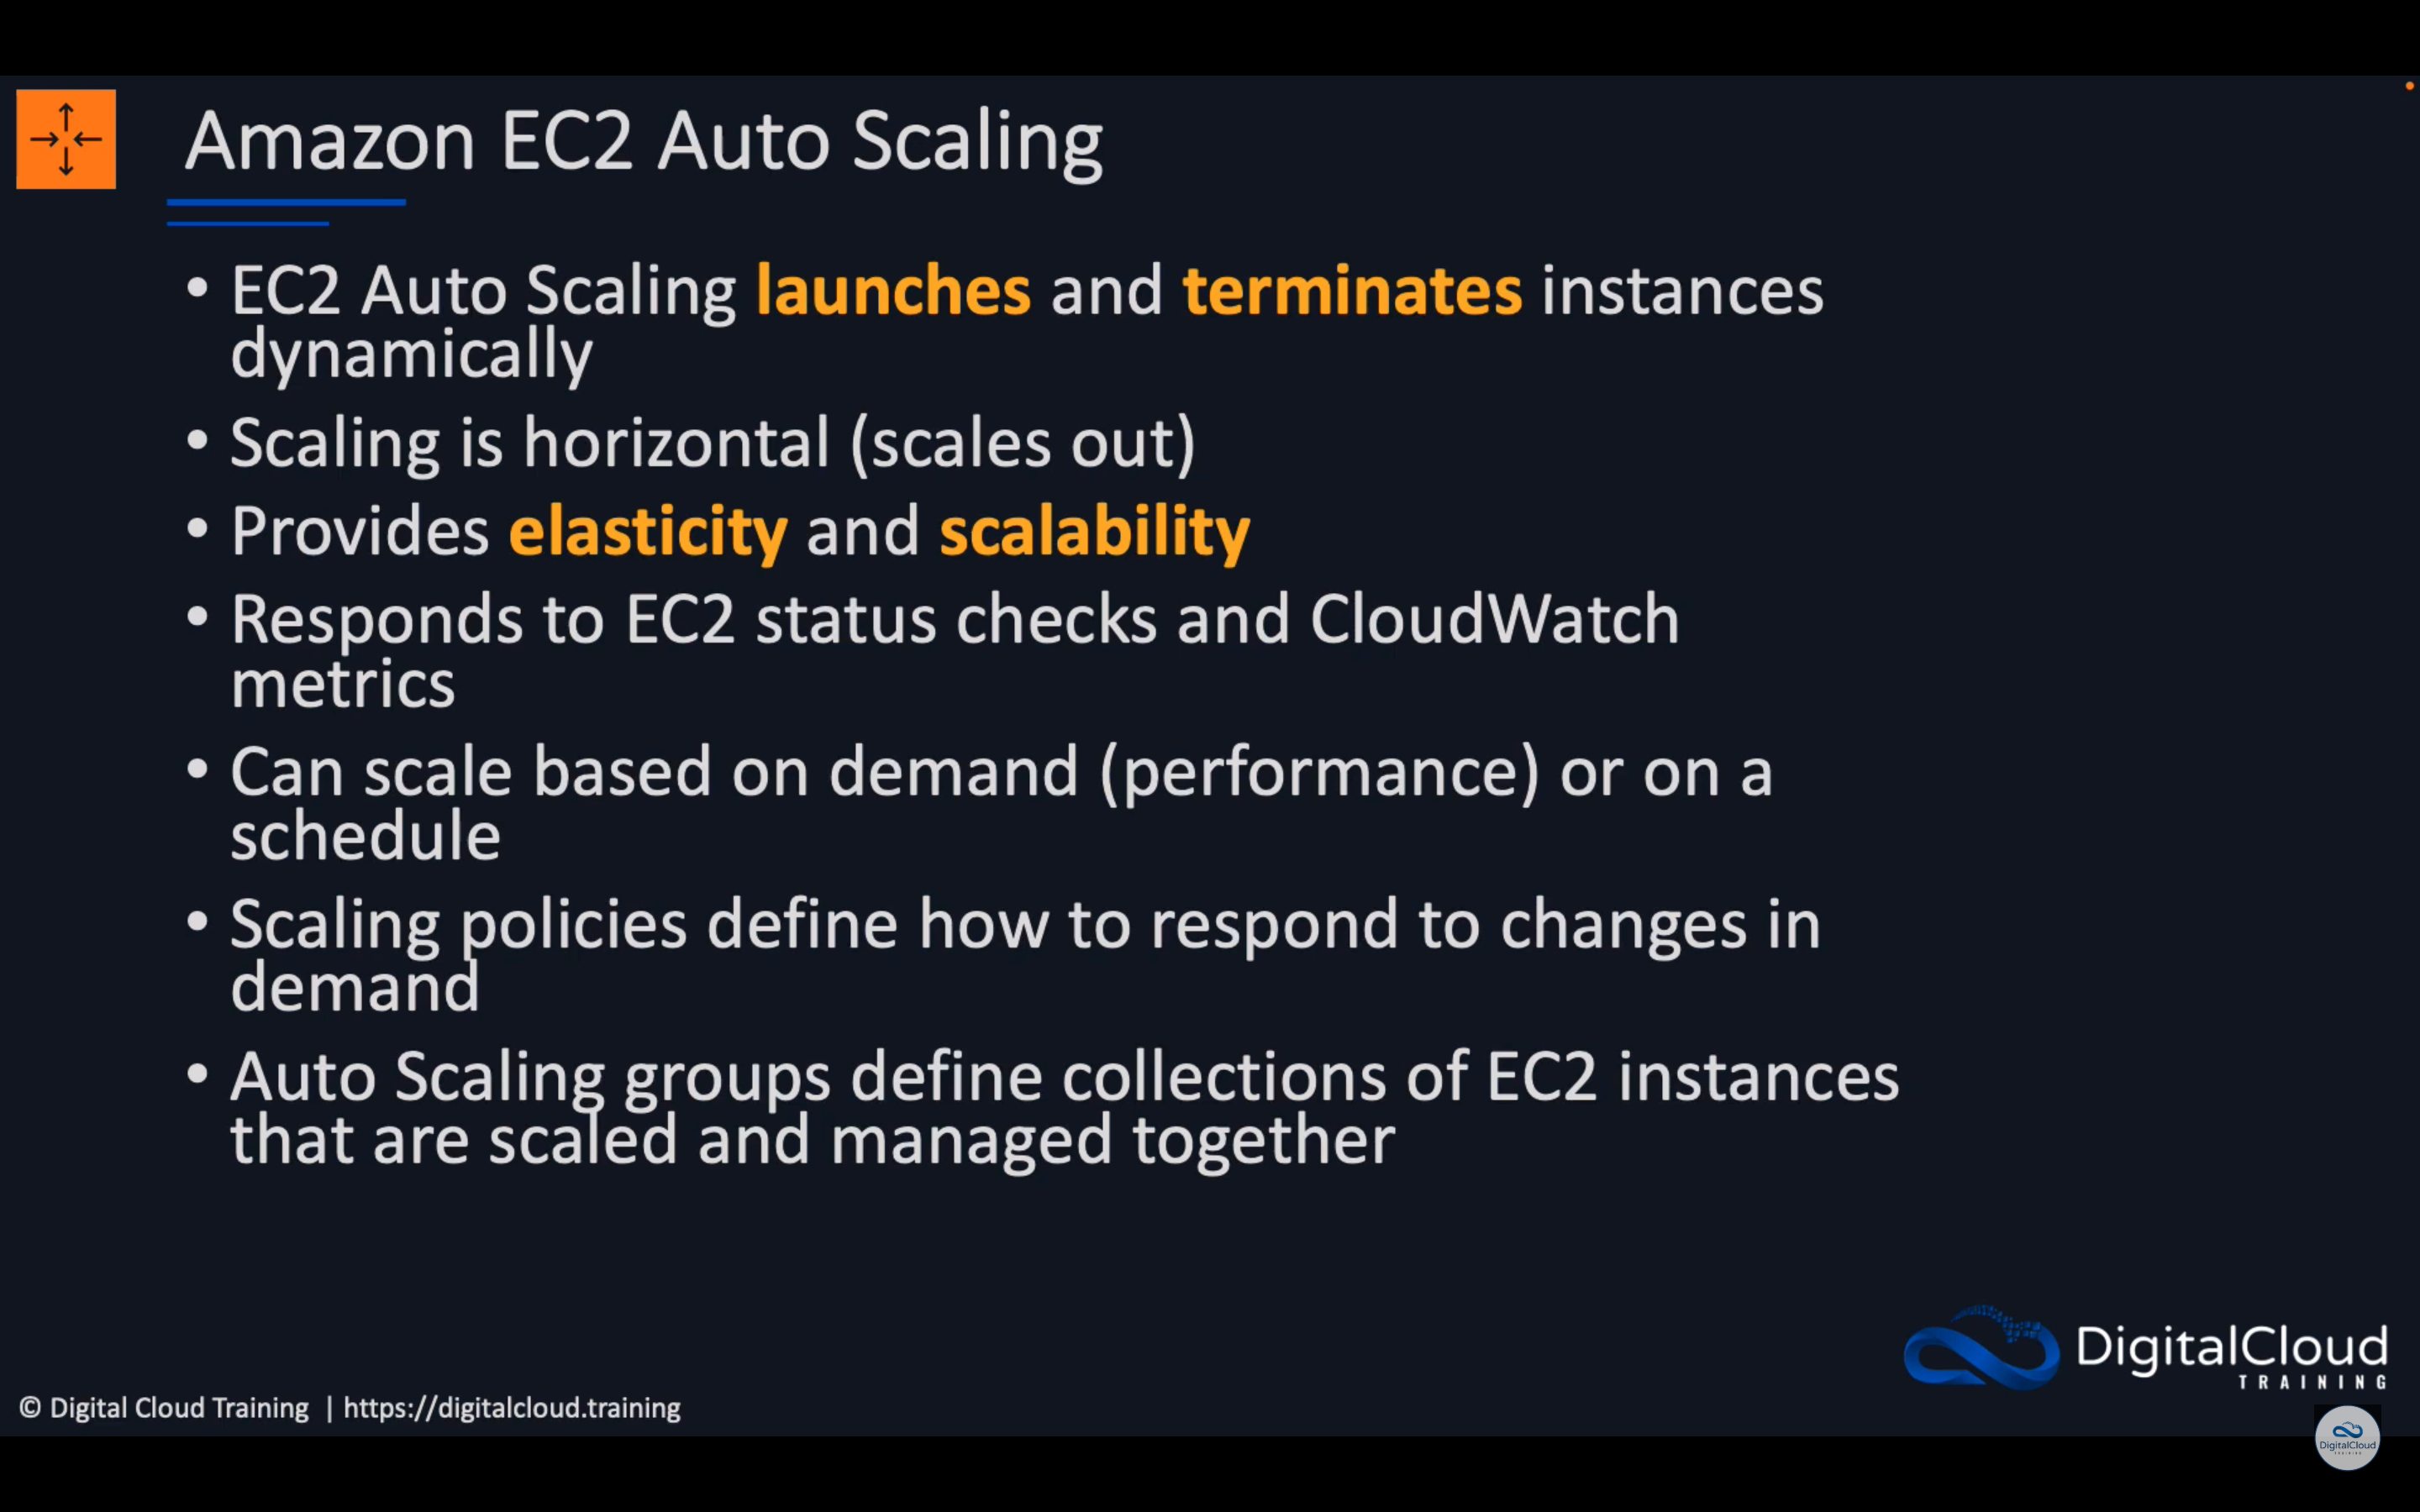 Amazon EC2 Auto Scaling
• EC2 Auto Scaling launches and terminates instances
dynamically
• Scaling is horizontal (scales out)
• Provides elasticity and scalability
• Responds to EC2 status checks and CloudWatch
metrics
• Can scale based on demand (performance) or on a
schedule
• Scaling policies define how to respond to changes in
demand
• Auto Scaling groups define collections of EC2 instances
that are scaled and managed together
DigitalCloud
TRAINING
© Digital Cloud Training | https://digitalcloud.training
DigitalCloud
TRAINING